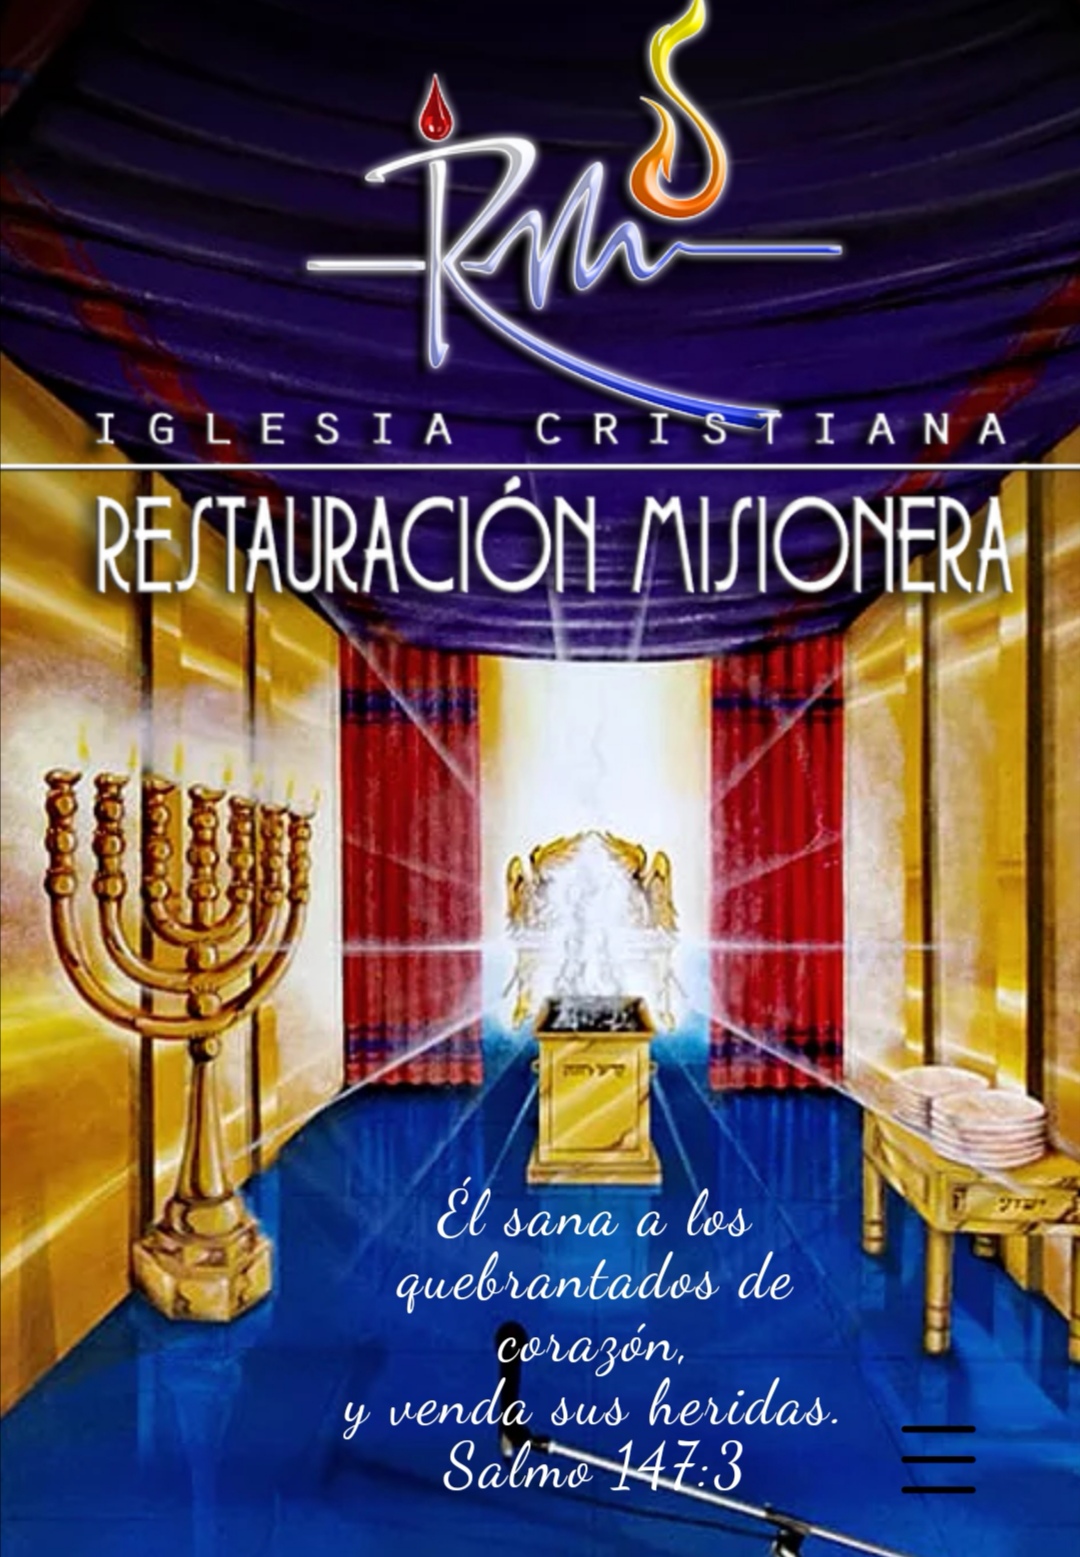 Rm
IGLESIA CRISTIANA
RESTAURACIÓN MISIONERA
Él sana a los
quebrantados de
corazón,
y venda sus heridas.
Salmo 147:3